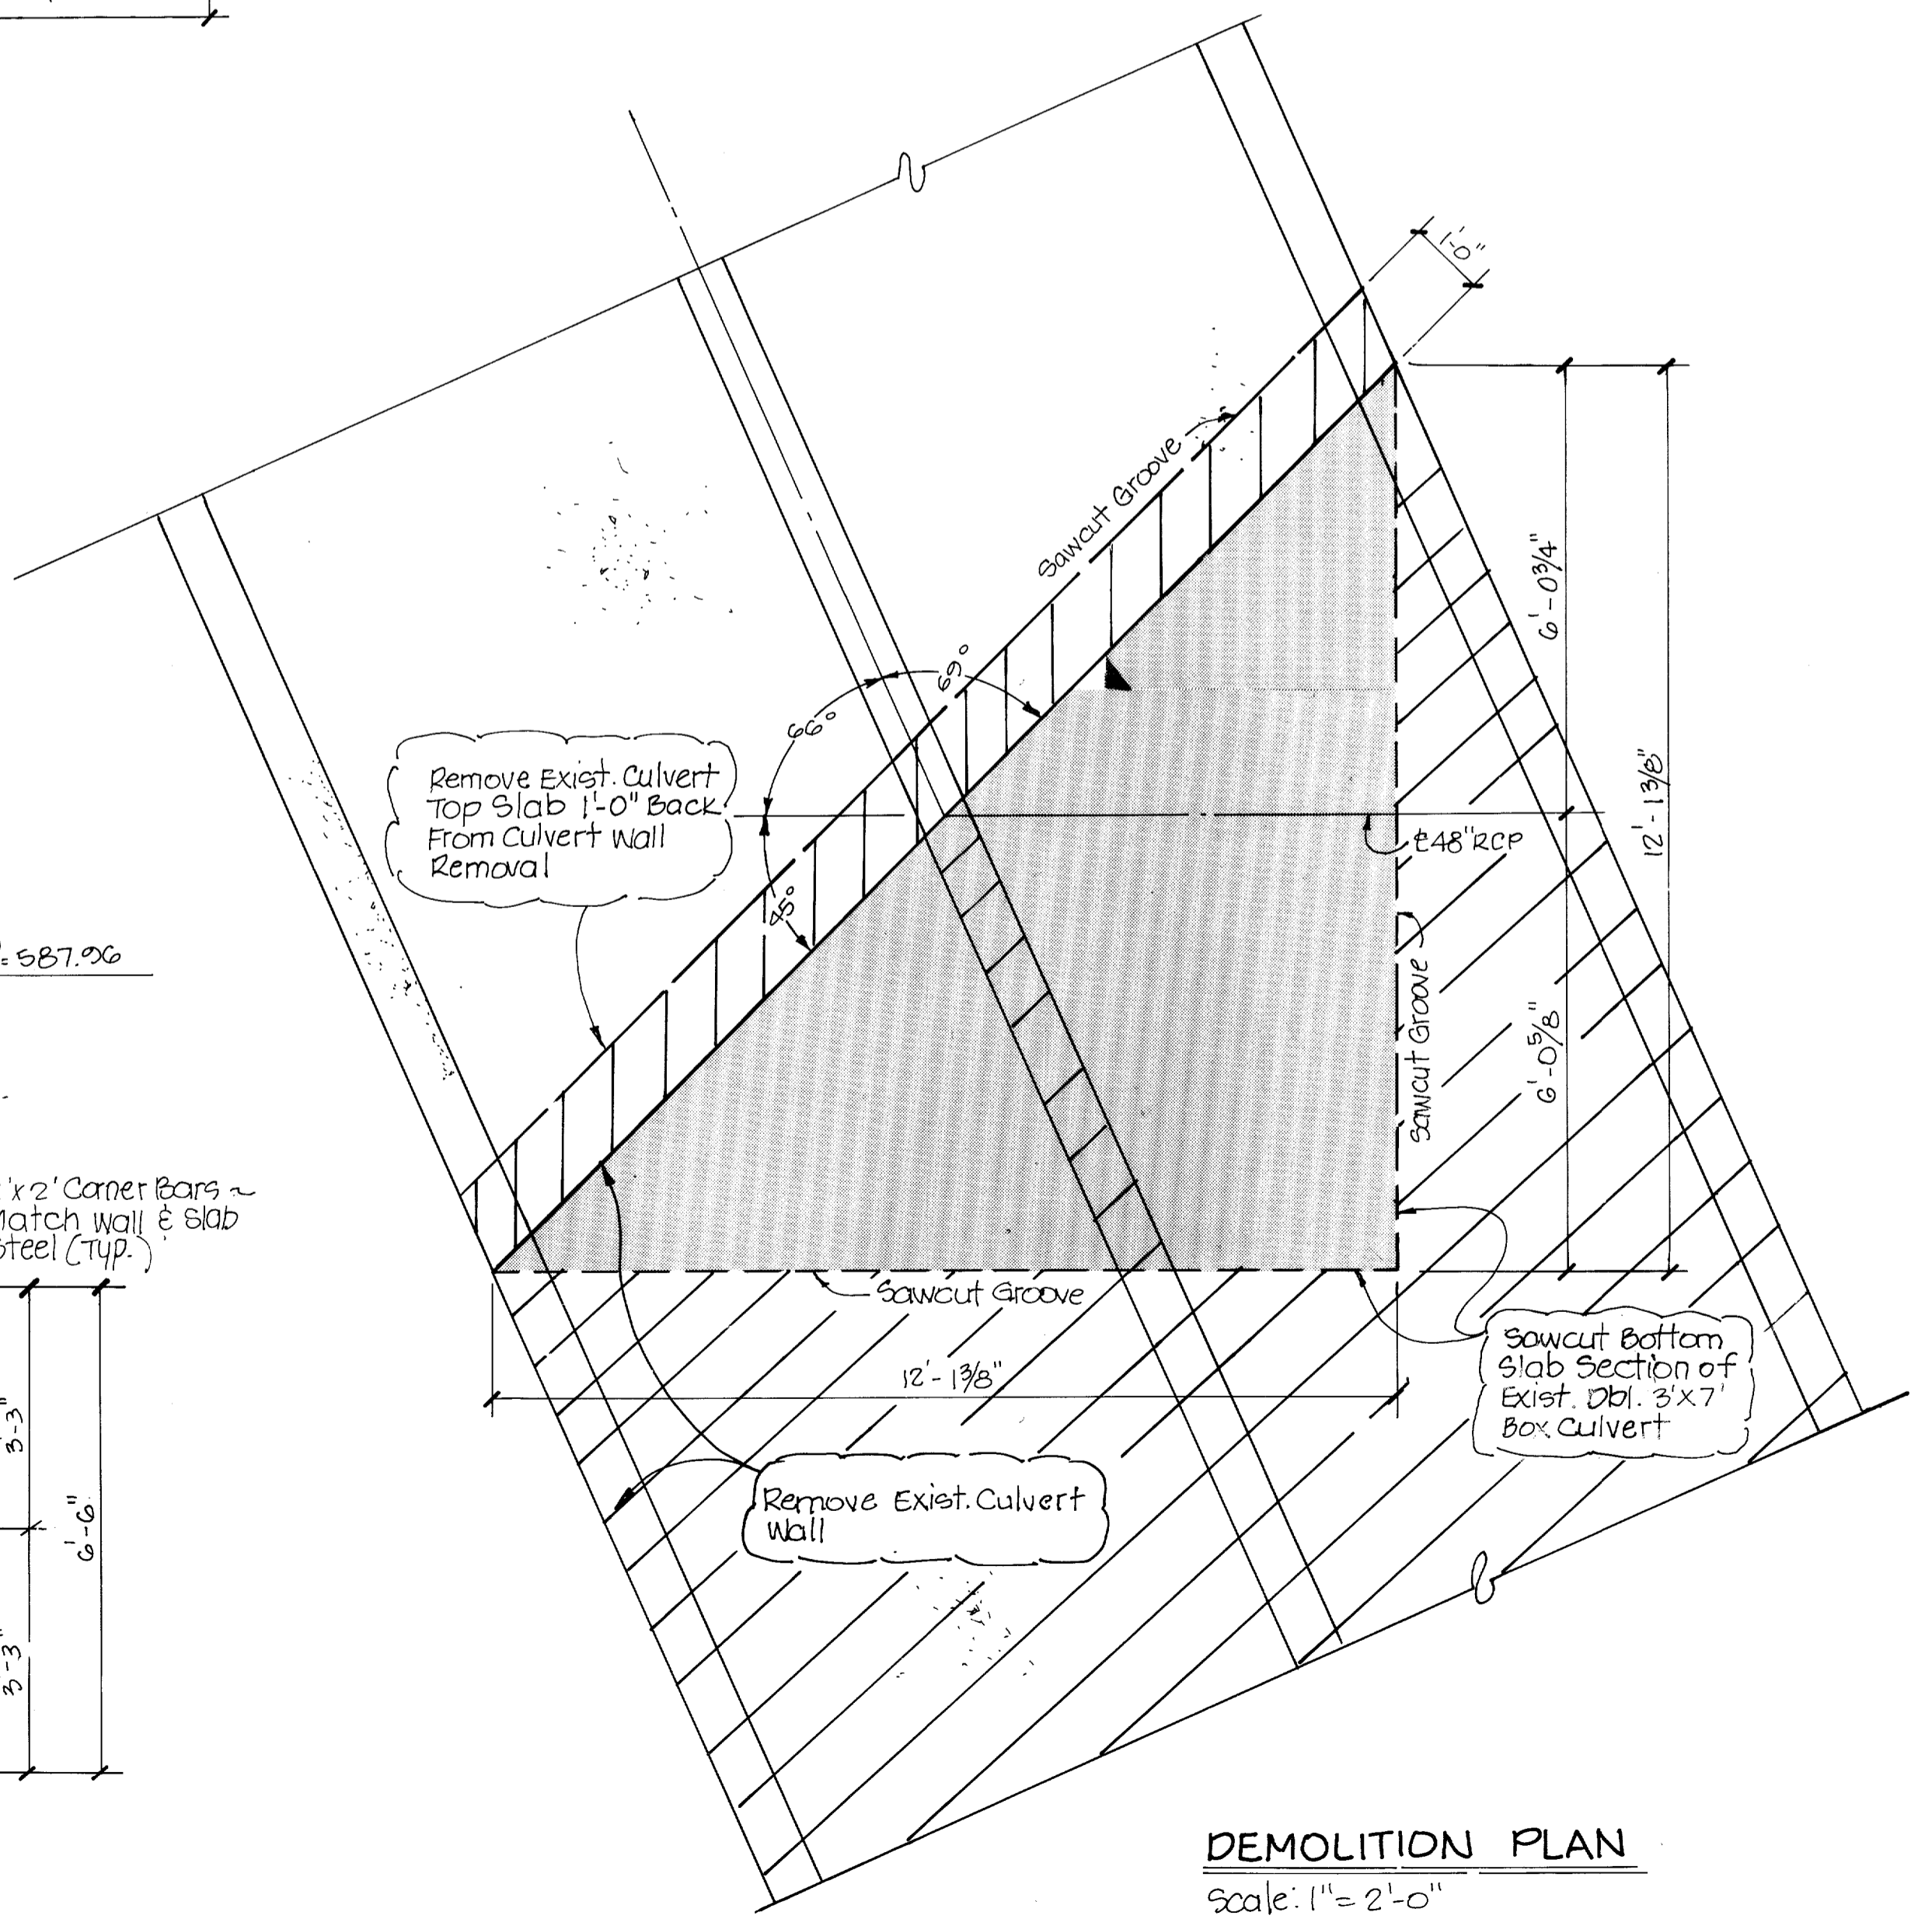 1'-0"
Sawcut Groove
69°
66°
45°
Remove Exist. Culvert
Top Slab 1'-0" Back
From Culvert Wall
Removal
6'-0¾"
12'-1⅜"
℄48"RCP
Sawcut Groove
6'-0⅝"
=587.96
'x2' Corner Bars ~
Match Wall & Slab
Steel (Typ.)
3'-3"
6'-6"
3'-3"
Sawcut Groove
12'-1⅜"
Sawcut Bottom
Slab Section of
Exist. Dbl. 3'x7'
Box Culvert
Remove Exist. Culvert
Wall
DEMOLITION PLAN
Scale: 1"=2'-0"